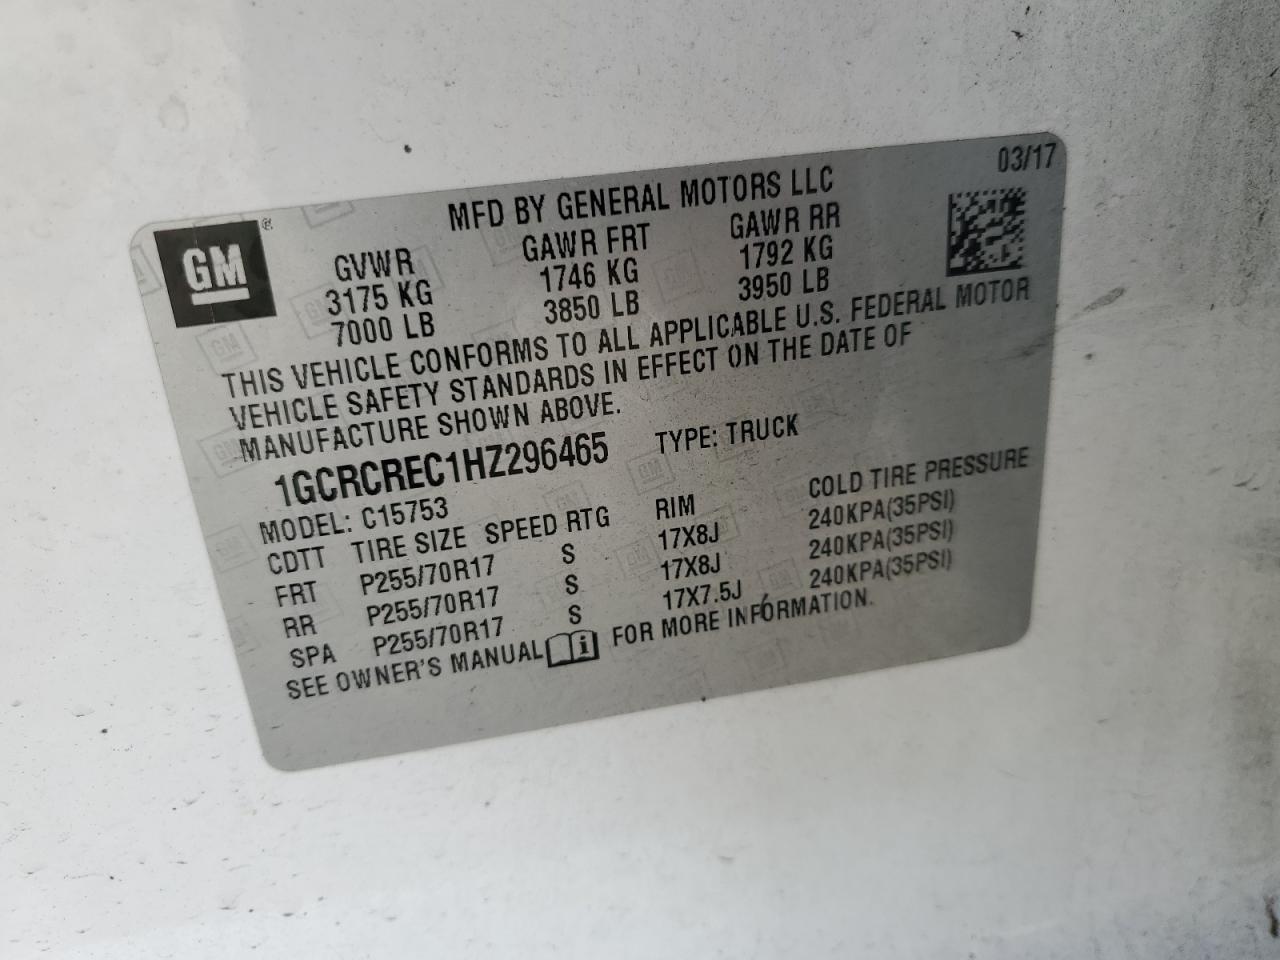 03/17
MFD BY GENERAL MOTORS LLC
GM®
GVWR GAWR FRT GAWR RR
3175 KG 1746 KG 1792 KG
7000 LB 3850 LB 3950 LB
THIS VEHICLE CONFORMS TO ALL APPLICABLE U.S. FEDERAL MOTOR
VEHICLE SAFETY STANDARDS IN EFFECT ON THE DATE OF
MANUFACTURE SHOWN ABOVE.
1GCRCREC1HZ296465 TYPE: TRUCK
MODEL: C15753
CDTT TIRE SIZE SPEED RTG RIM COLD TIRE PRESSURE
FRT P255/70R17 S 17X8J 240KPA(35PSI)
RR P255/70R17 S 17X8J 240KPA(35PSI)
SPA P255/70R17 S 17X7.5J 240KPA(35PSI)
SEE OWNER'S MANUAL i FOR MORE INFORMATION.